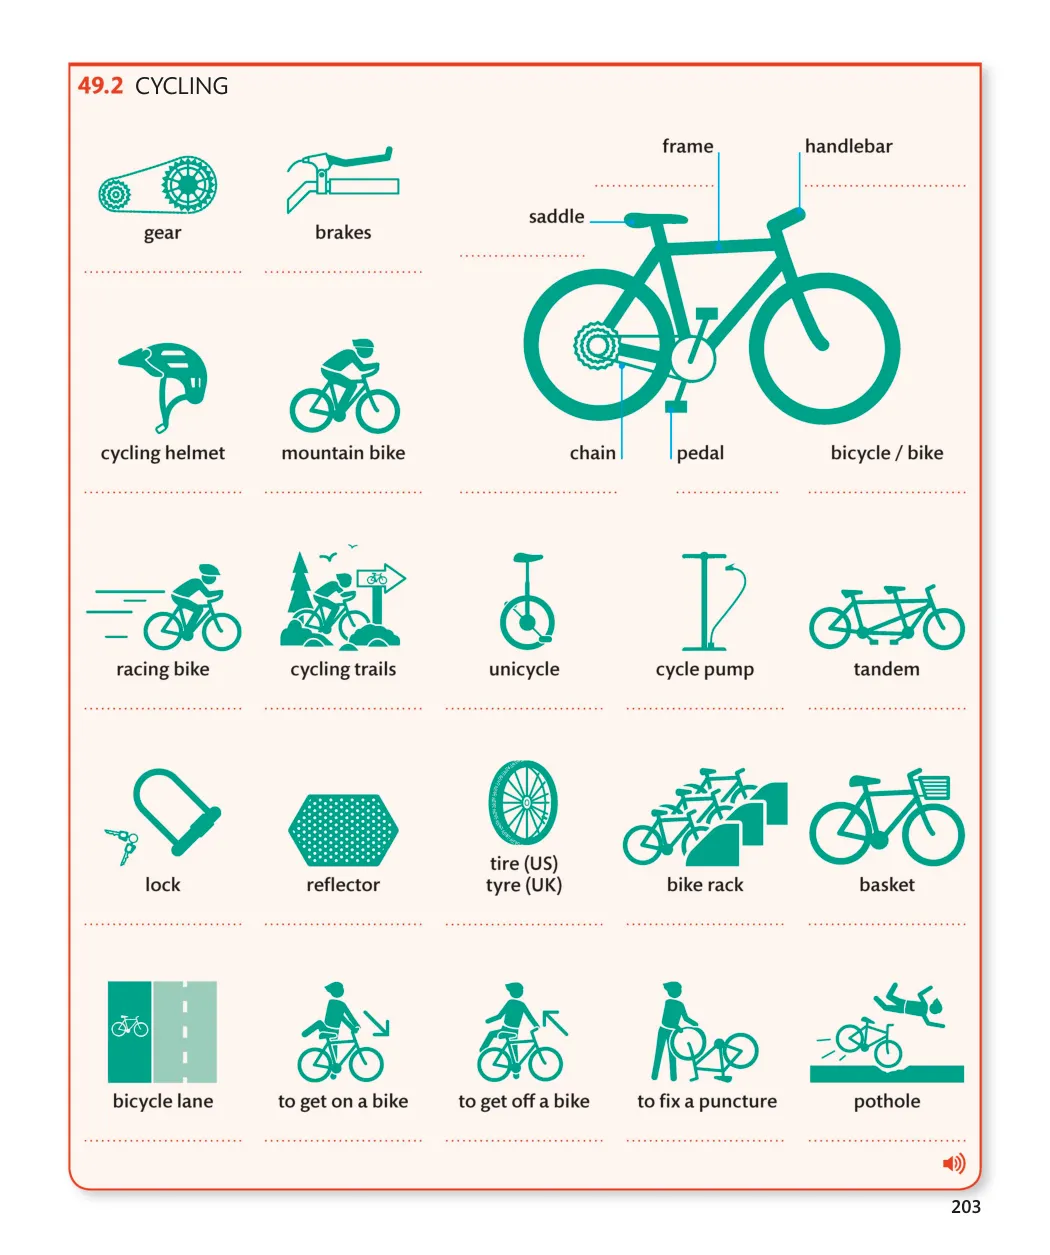 49.2 CYCLING
frame
handlebar
saddle
gear
brakes
cycling helmet
mountain bike
chain
pedal
bicycle / bike
racing bike
cycling trails
unicycle
cycle pump
tandem
lock
reflector
tire (US)
tyre (UK)
bike rack
basket
bicycle lane
to get on a bike
to get off a bike
to fix a puncture
pothole
203